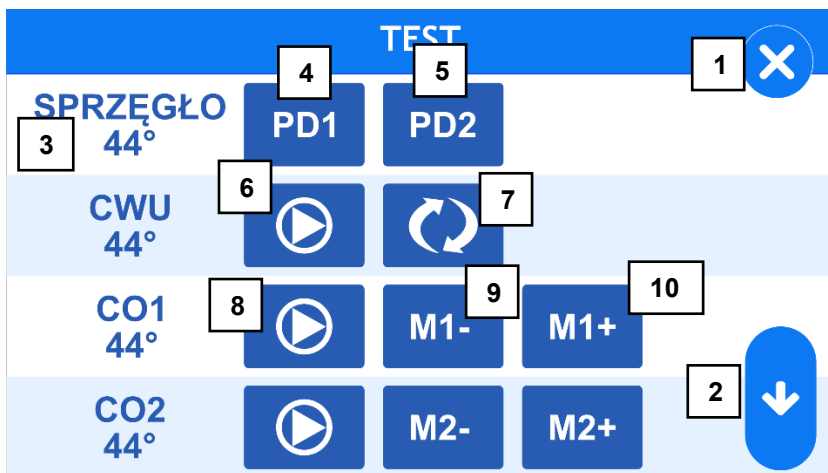 TEST
1
4
5
SPRZĘGŁO
44°
3
PD1
PD2
6
7
CWU
44°
8
9
10
CO1
44°
M1-
M1+
2
CO2
44°
M2-
M2+